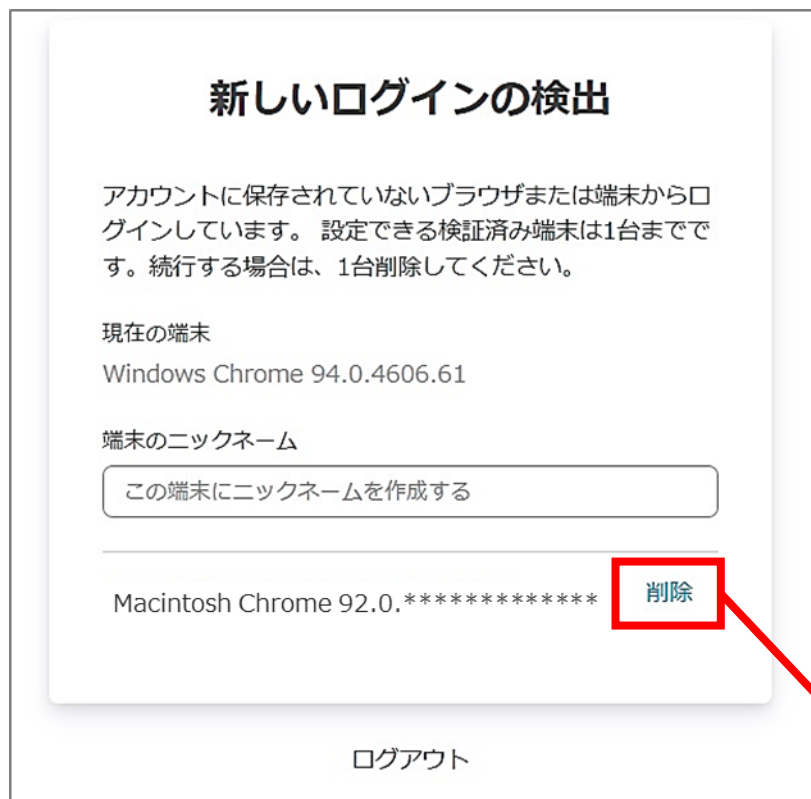 新しいログインの検出
アカウントに保存されていないブラウザまたは端末からロ
グインしています。 設定できる検証済み端末は1台までで
す。続行する場合は、1台削除してください。
現在の端末
Windows Chrome 94.0.4606.61
端末のニックネーム
この端末にニックネームを作成する
Macintosh Chrome 92.0.************* 削除
ログアウト